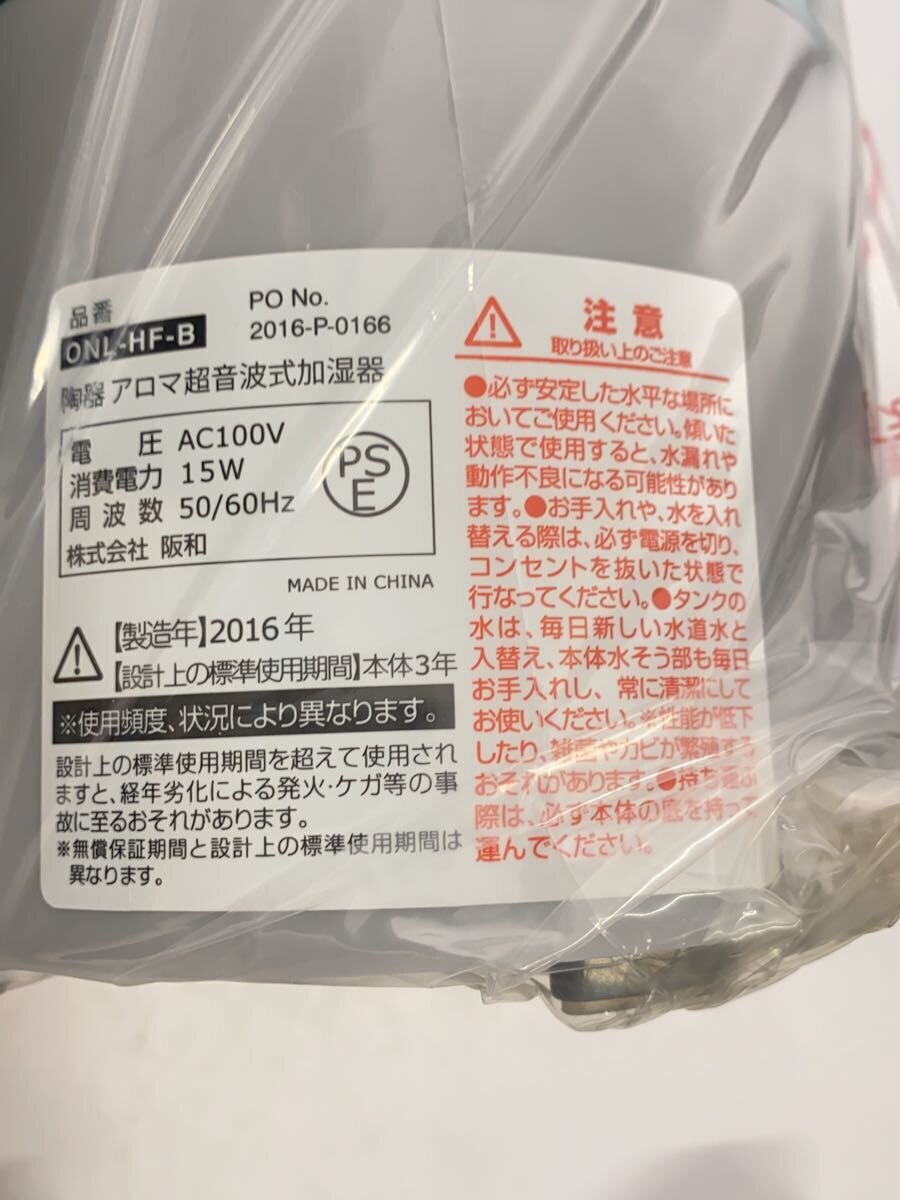 品番
ONL-HF-B
PO No.
2016-P-0166
陶器 アロマ超音波式加湿器
電 圧 AC100V
消費電力 15W
周波数 50/60Hz
株式会社 阪和
PS
E
MADE IN CHINA
【製造年】2016年
【設計上の標準使用期間】本体3年
※使用頻度、状況により異なります。
設計上の標準使用期間を超えて使用され
ますと、経年劣化による発火・ケガ等の事
故に至るおそれがあります。
※無償保証期間と設計上の標準使用期間は
異なります。
注意
取り扱い上のご注意
●必ず安定した水平な場所に
おいてご使用ください。傾いた
状態で使用すると、水漏れや
動作不良になる可能性があり
ます。●お手入れや、水を入れ
替える際は、必ず電源を切り、
コンセントを抜いた状態で
行なってください。●タンクの
水は、毎日新しい水道水と
入替え、本体水そう部も毎日
お手入れし、常に清潔にして
お使いください。※性能が低下
したり、雑菌やカビが繁殖する
おそれがあります。●持ち運ぶ
際は、必ず本体の底を持って
運んでください。